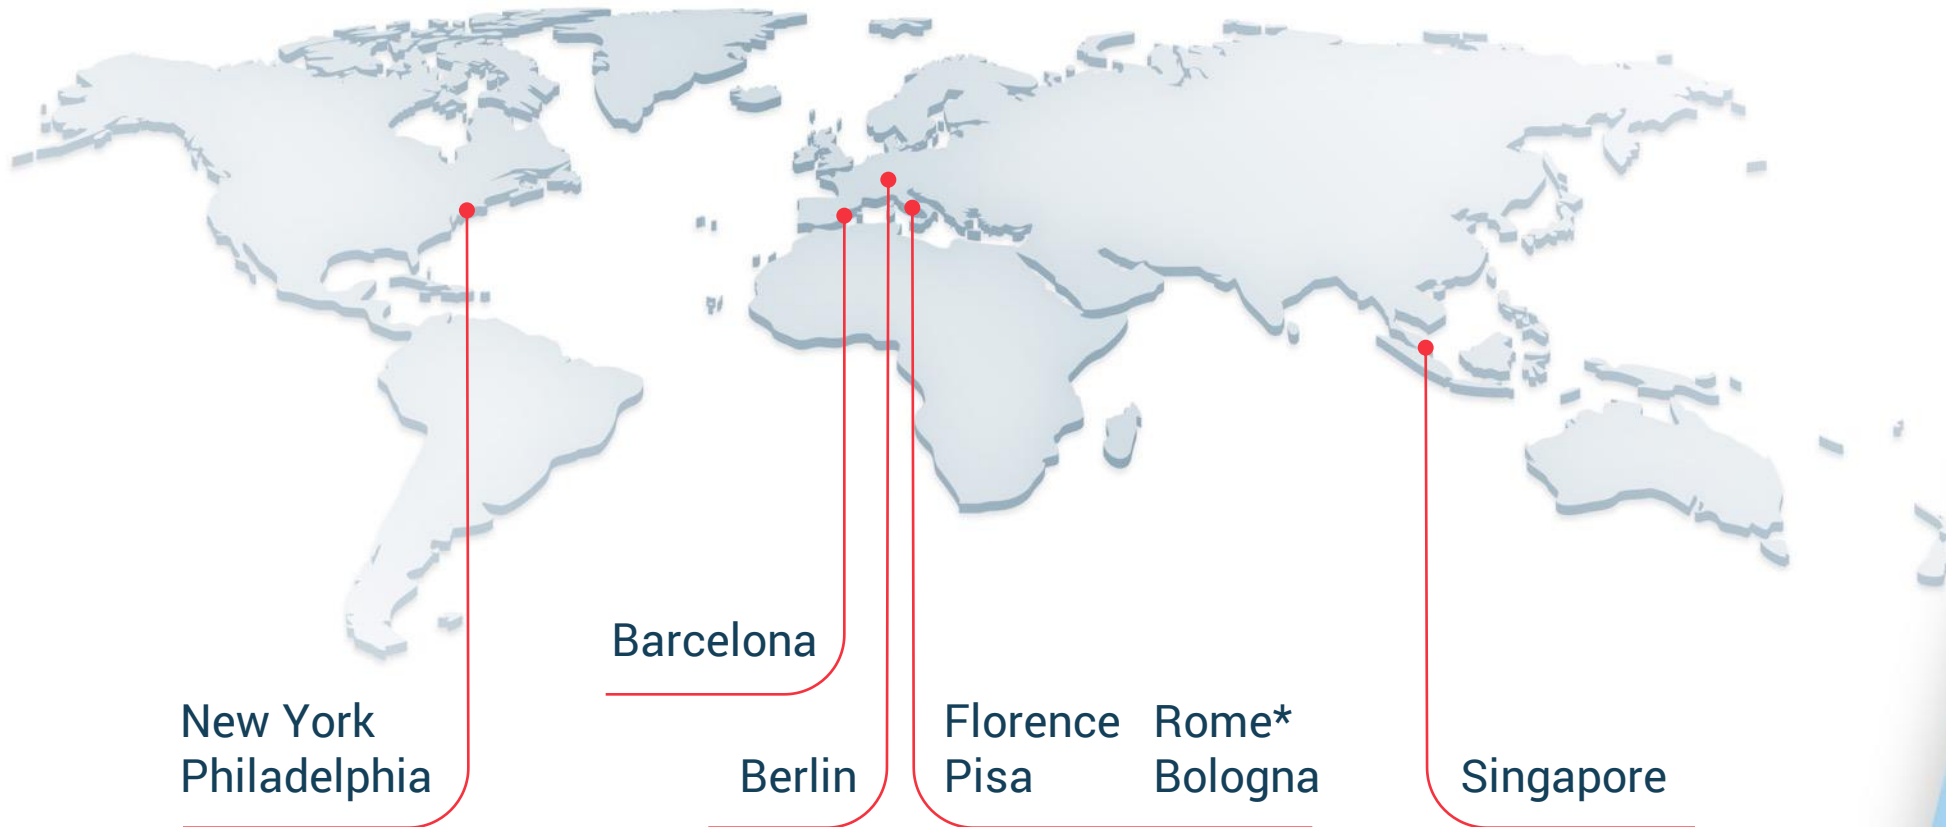 Barcelona
New York
Philadelphia
Berlin
Florence
Pisa
Rome*
Bologna
Singapore